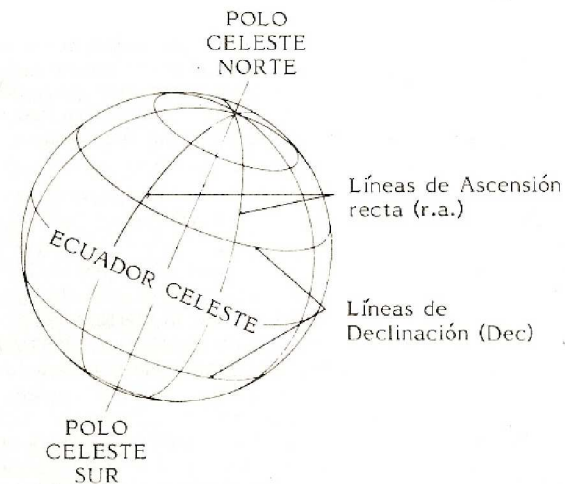 POLO
CELESTE
NORTE
Líneas de Ascensión
recta (r.a.)
ECUADOR CELESTE
Líneas de
Declinación (Dec)
POLO
CELESTE
SUR